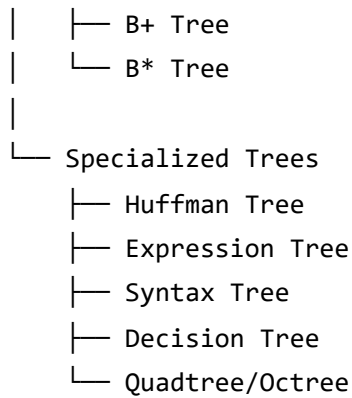 │   ├── B+ Tree
│   └── B* Tree
│
└── Specialized Trees
    ├── Huffman Tree
    ├── Expression Tree
    ├── Syntax Tree
    ├── Decision Tree
    └── Quadtree/Octree